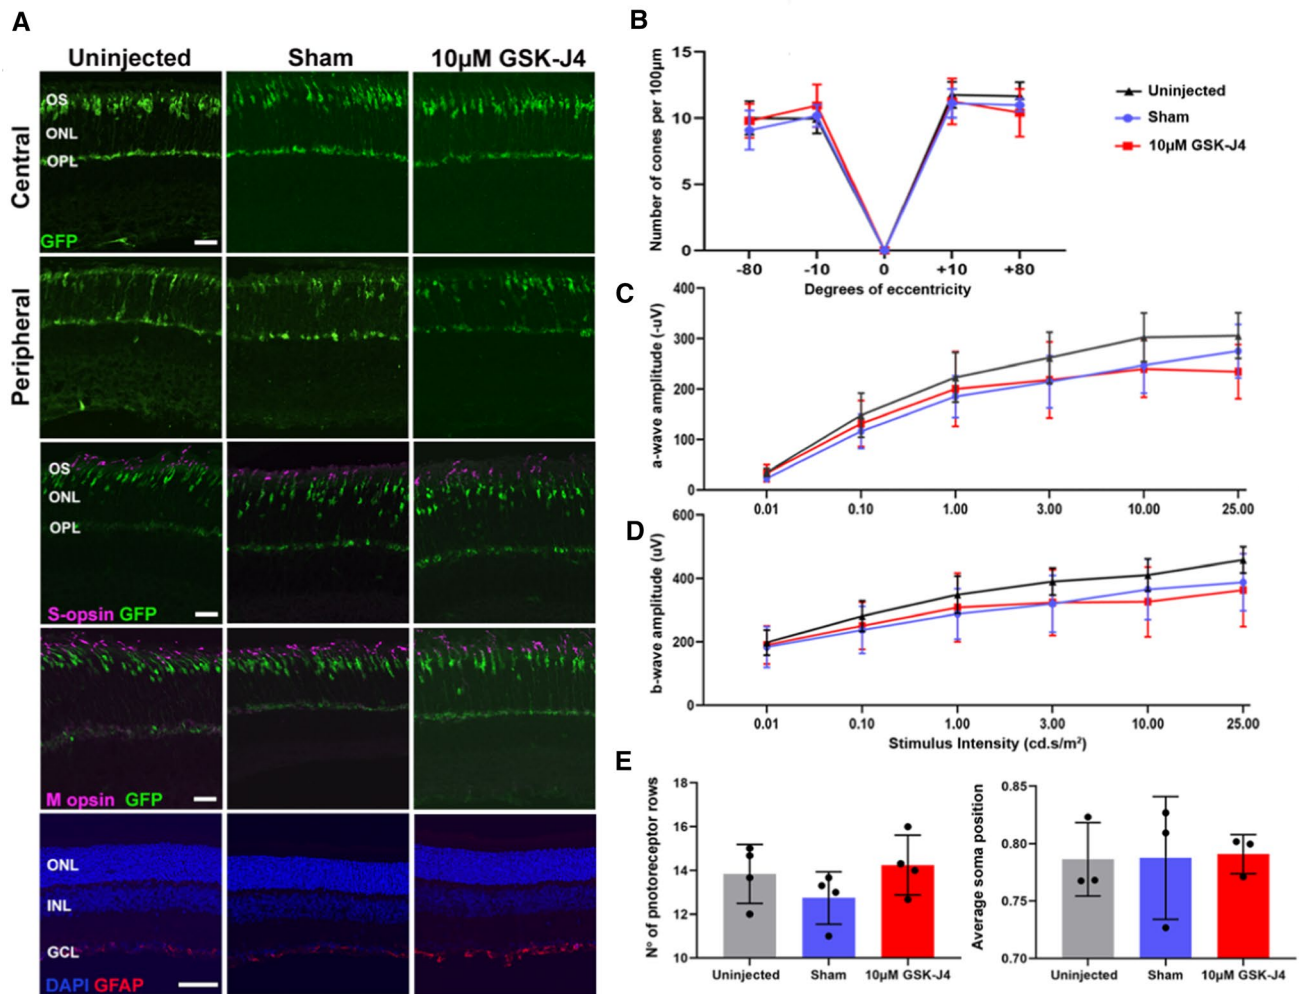 A
Uninjected
Sham
10µM GSK-J4
Central
OS
ONL
OPL
GFP
Peripheral
OS
ONL
OPL
S-opsin GFP
M opsin GFP
ONL
INL
GCL
DAPI GFAP
B
Number of cones per 100µm
15
10
5
0
-80 -10 0 +10 +80
Degrees of eccentricity
Uninjected
Sham
10µM GSK-J4
C
a-wave amplitude (-uV)
400
300
200
100
0
0.01 0.10 1.00 3.00 10.00 25.00
D
b-wave amplitude (uV)
600
400
200
0
0.01 0.10 1.00 3.00 10.00 25.00
Stimulus Intensity (cd.s/m²)
E
Nº of pnotoreceptor rows
18
16
14
12
10
Uninjected Sham 10µM GSK-J4
Average soma position
0.85
0.80
0.75
0.70
Uninjected Sham 10µM GSK-J4